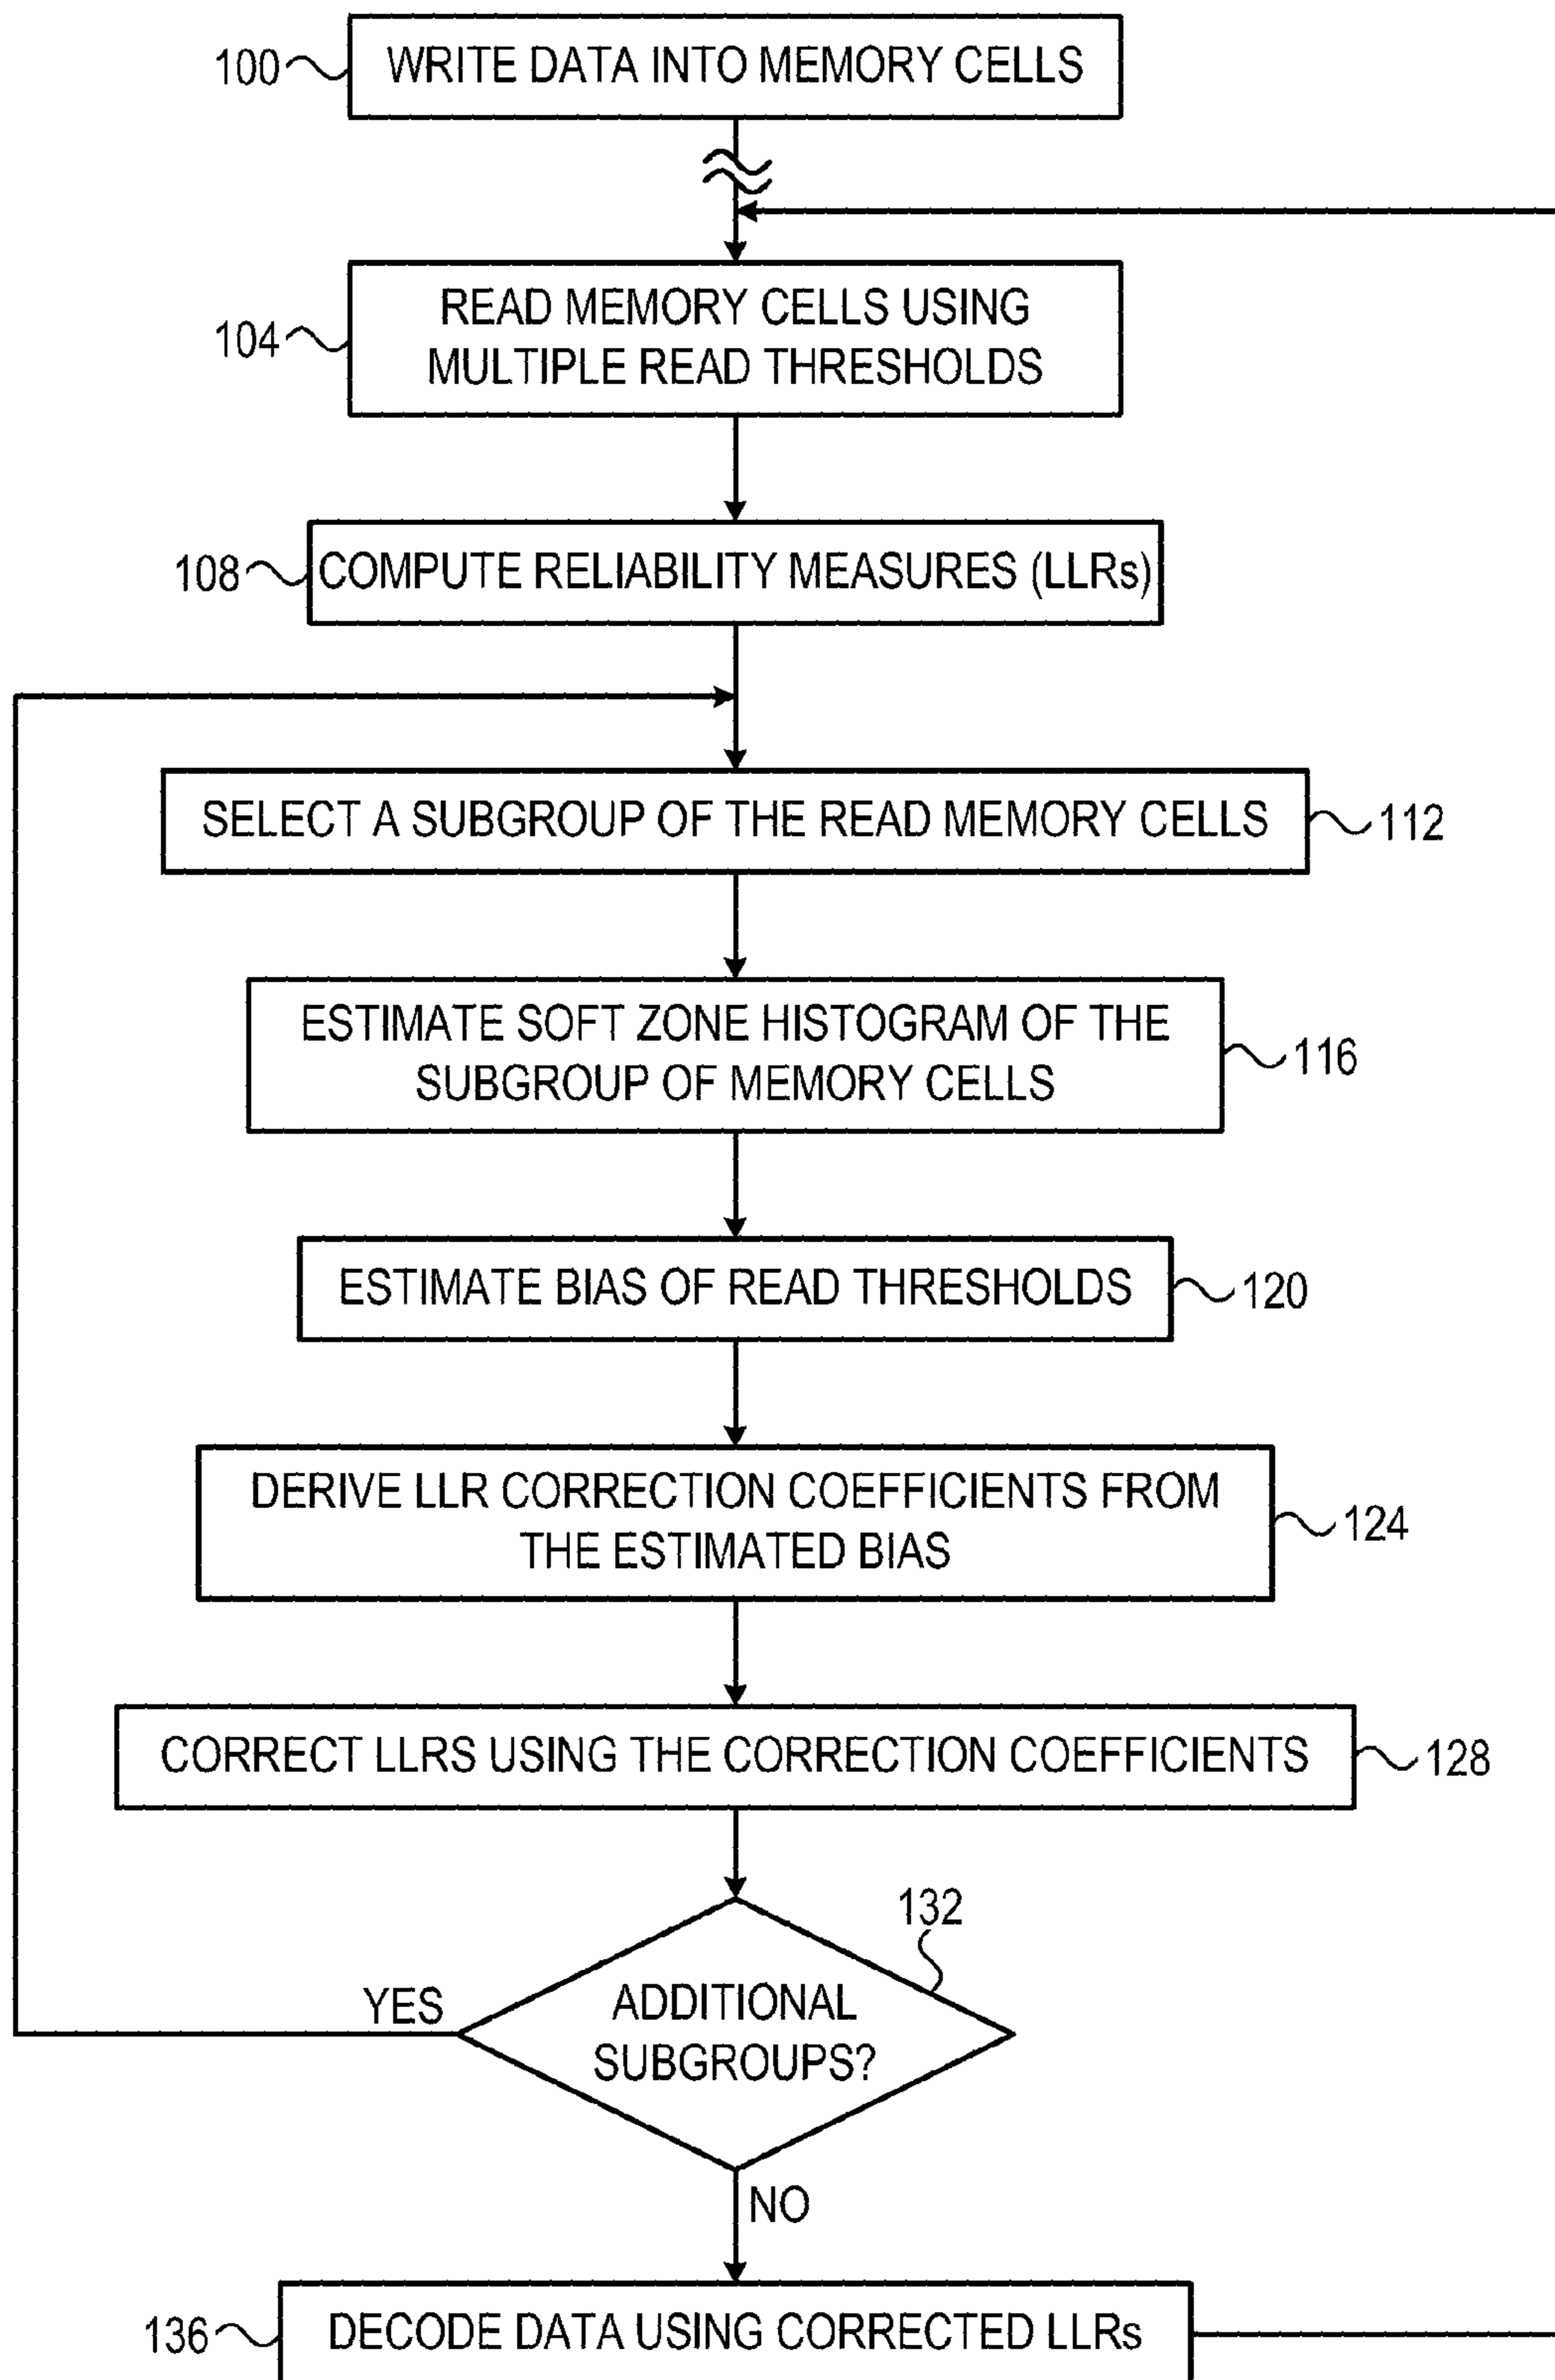 100
WRITE DATA INTO MEMORY CELLS
104
READ MEMORY CELLS USING
MULTIPLE READ THRESHOLDS
108
COMPUTE RELIABILITY MEASURES (LLRs)
SELECT A SUBGROUP OF THE READ MEMORY CELLS
112
ESTIMATE SOFT ZONE HISTOGRAM OF THE
SUBGROUP OF MEMORY CELLS
116
ESTIMATE BIAS OF READ THRESHOLDS
120
DERIVE LLR CORRECTION COEFFICIENTS FROM
THE ESTIMATED BIAS
124
CORRECT LLRS USING THE CORRECTION COEFFICIENTS
128
132
YES
ADDITIONAL
SUBGROUPS?
NO
136
DECODE DATA USING CORRECTED LLRs